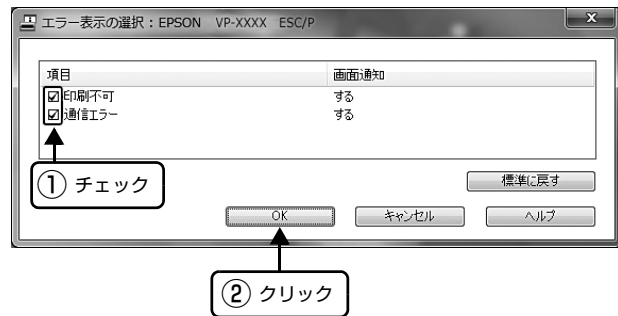 エラー表示の選択：EPSON VP-XXXX ESC/P
項目 画面通知
印刷不可 する
通信エラー する
① チェック
標準に戻す
OK キャンセル ヘルプ
② クリック